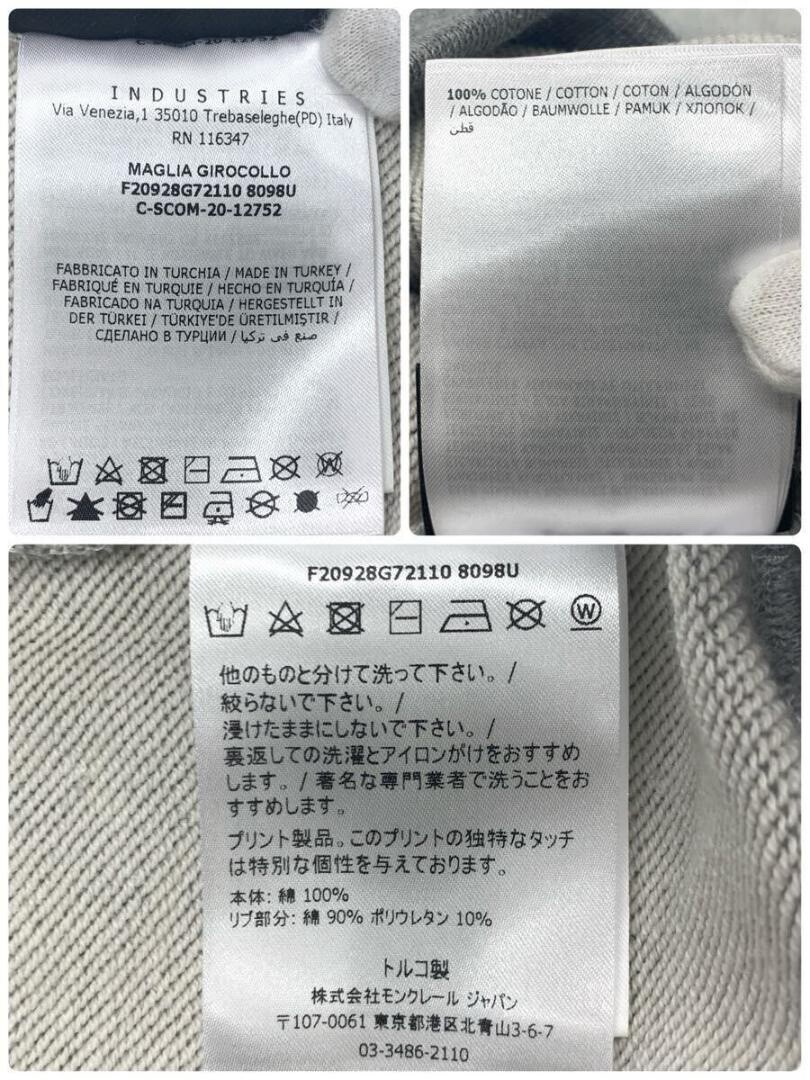 C-SCOM-20-12752
INDUSTRIES
Via Venezia,1 35010 Trebaseleghe(PD) Italy
RN 116347
MAGLIA GIROCOLLO
F20928G72110 8098U
C-SCOM-20-12752
FABBRICATO IN TURCHIA / MADE IN TURKEY /
FABRIQUÉ EN TURQUIE / HECHO EN TURQUÍA /
FABRICADO NA TURQUIA / HERGESTELLT IN
DER TÜRKEI / TÜRKİYE'DE ÜRETILMIŞTIR /
СДЕЛАНО В ТУРЦИИ / صنع في تركيا
100% COTONE / COTTON / COTON / ALGODÓN
/ ALGODÃO / BAUMWOLLE / PAMUK / ХЛОПОК /
قطن
F20928G72110 8098U
他のものと分けて洗って下さい。/
絞らないで下さい。/
浸けたままにしないで下さい。/
裏返しての洗濯とアイロンがけをおすすめ
します。/ 著名な専門業者で洗うことをお
すすめします。
プリント製品。このプリントの独特なタッチ
は特別な個性を与えております。
本体: 綿 100%
リブ部分: 綿 90% ポリウレタン 10%
トルコ製
株式会社モンクレール ジャパン
〒107-0061 東京都港区北青山3-6-7
03-3486-2110